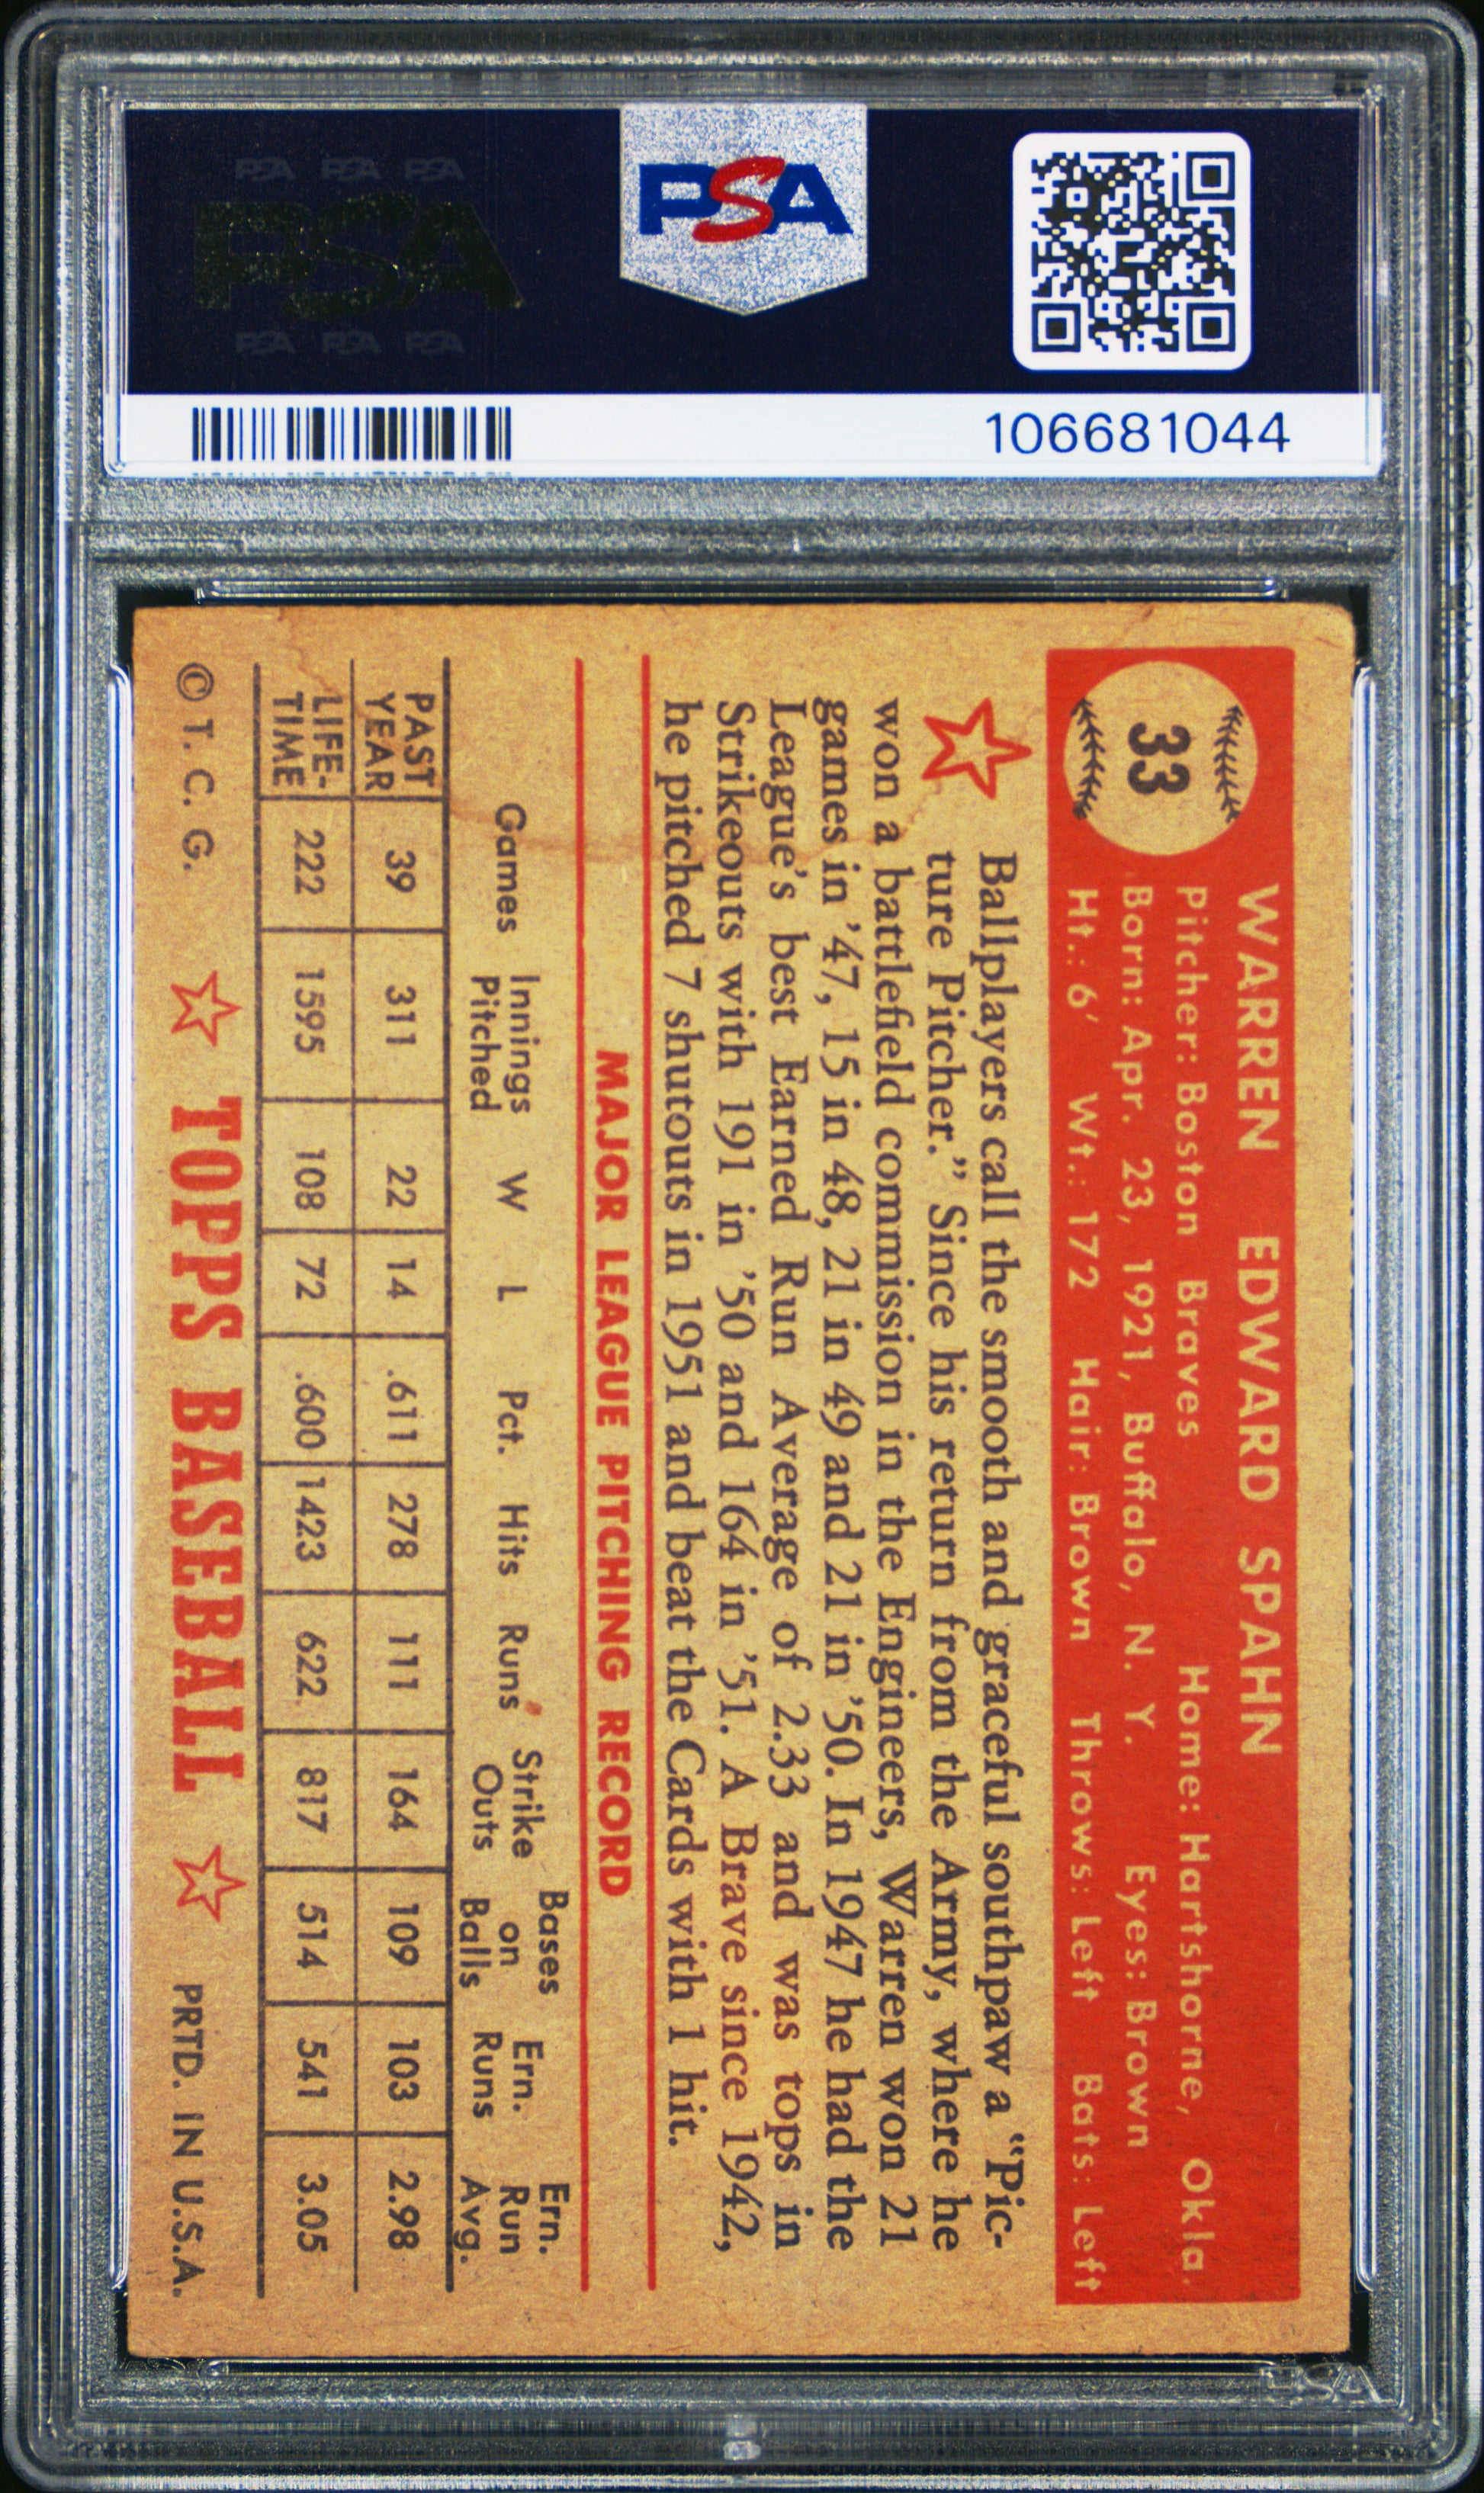 PSA PSA PSA
PSA
PSA PSA PSA
PSA
106681044
33
WARREN EDWARD SPAHN
Pitcher: Boston Braves Home: Hartshorne, Okla.
Born: Apr. 23, 1921, Buffalo, N. Y. Eyes: Brown
Ht.: 6' Wt.: 172 Hair: Brown Throws: Left Bats: Left
Ballplayers call the smooth and graceful southpaw a “Pic-
ture Pitcher.” Since his return from the Army, where he
won a battlefield commission in the Engineers, Warren won 21
games in ’47, 15 in 48, 21 in 49 and 21 in ’50. In 1947 he had the
League’s best Earned Run Average of 2.33 and was tops in
Strikeouts with 191 in ’50 and 164 in ’51. A Brave since 1942,
he pitched 7 shutouts in 1951 and beat the Cards with 1 hit.
MAJOR LEAGUE PITCHING RECORD
Games Innings Pitched W L Pct. Hits Runs Strike Outs Bases on Balls Ern. Runs Ern. Run Avg.
PAST YEAR 39 311 22 14 .611 278 111 164 109 103 2.98
LIFE-TIME 222 1595 108 72 .600 1423 622 817 514 541 3.05
© T. C. G. TOPPS BASEBALL PRTD. IN U.S.A.
PSA